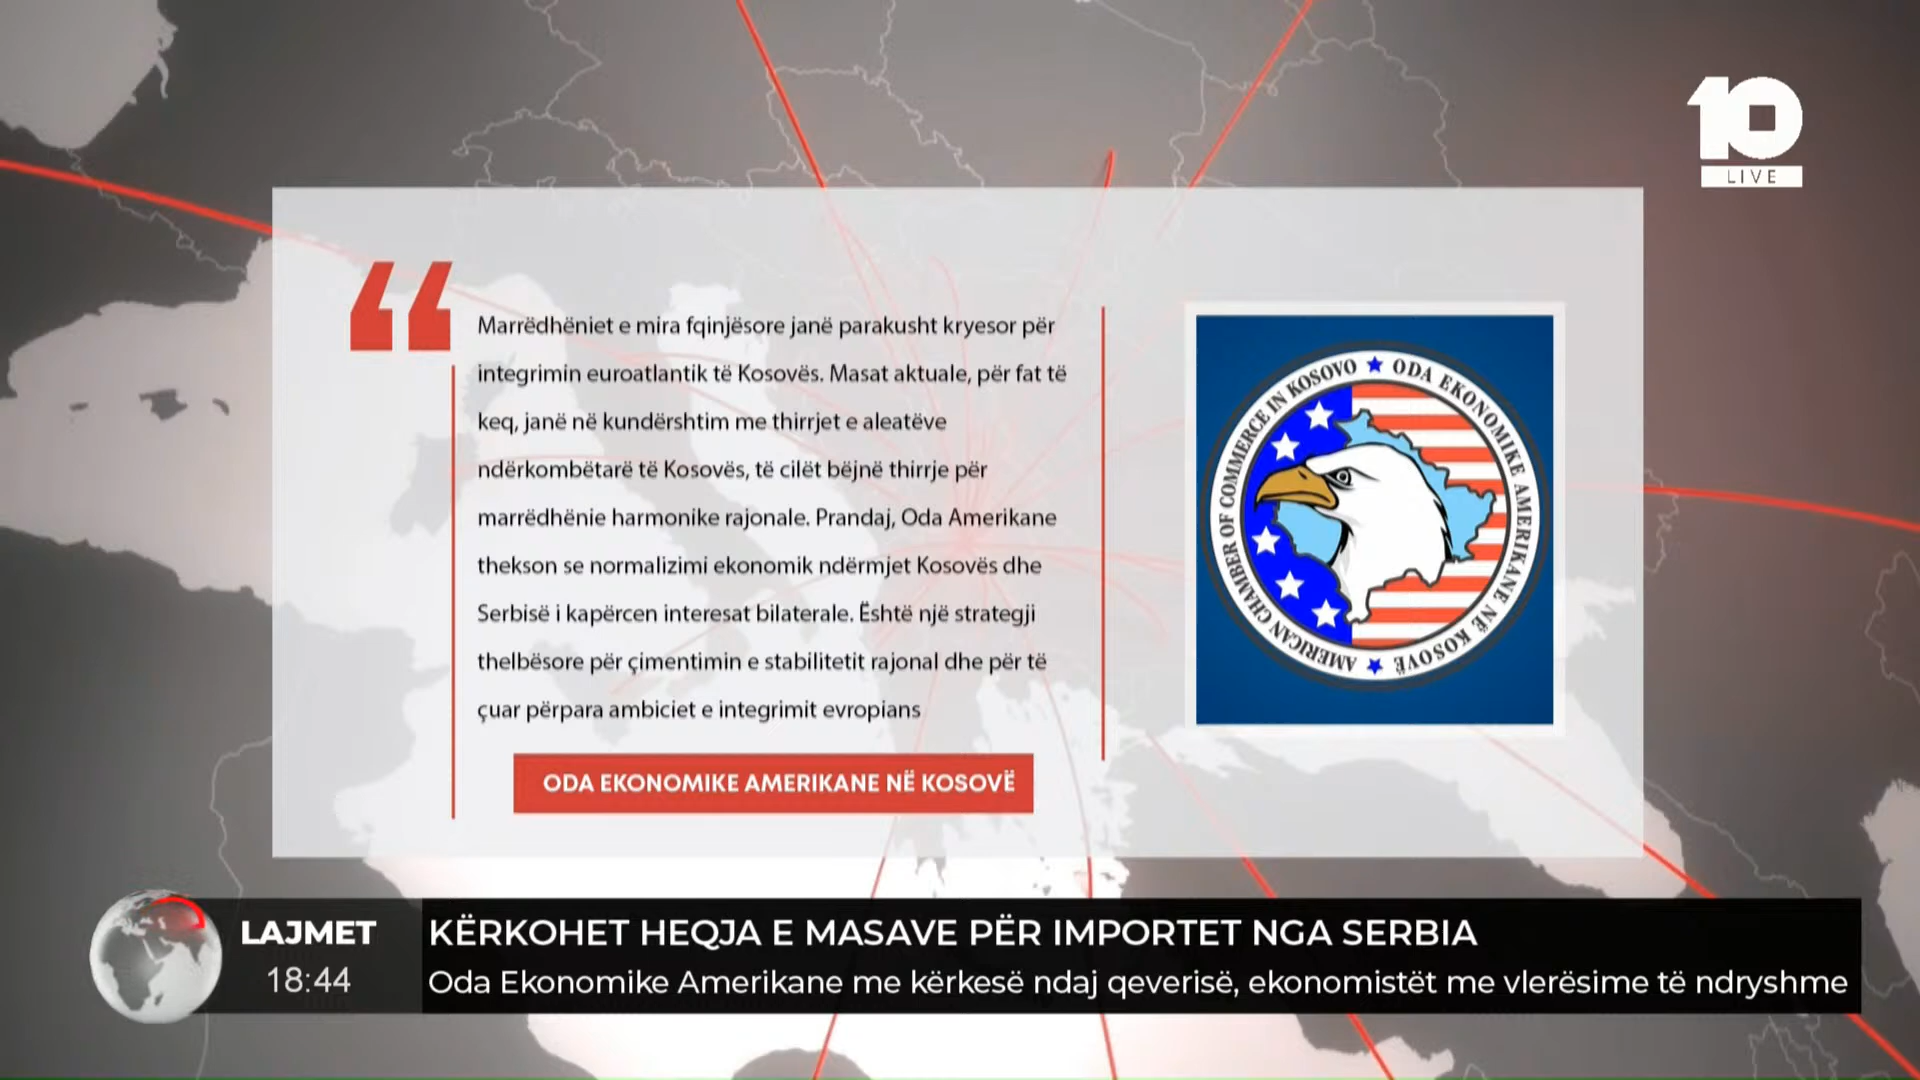 10
LIVE
Marrëdhëniet e mira fqinjësore janë parakusht kryesor për
integrimin euroatlantik të Kosovës. Masat aktuale, për fat të
keq, janë në kundërshtim me thirrjet e aleatëve
ndërkombëtarë të Kosovës, të cilët bëjnë thirrje për
marrëdhënie harmonike rajonale. Prandaj, Oda Amerikane
thekson se normalizimi ekonomik ndërmjet Kosovës dhe
Serbisë i kapërcen interesat bilaterale. Është një strategji
thelbësore për çimentimin e stabilitetit rajonal dhe për të
çuar përpara ambiciet e integrimit evropians
ODA EKONOMIKE AMERIKANE NË KOSOVË
AMERICAN CHAMBER OF COMMERCE IN KOSOVO
ODA EKONOMIKE AMERIKANE NË KOSOVË
LAJMET
18:44
KËRKOHET HEQJA E MASAVE PËR IMPORTET NGA SERBIA
Oda Ekonomike Amerikane me kërkesë ndaj qeverisë, ekonomistët me vlerësime të ndryshme